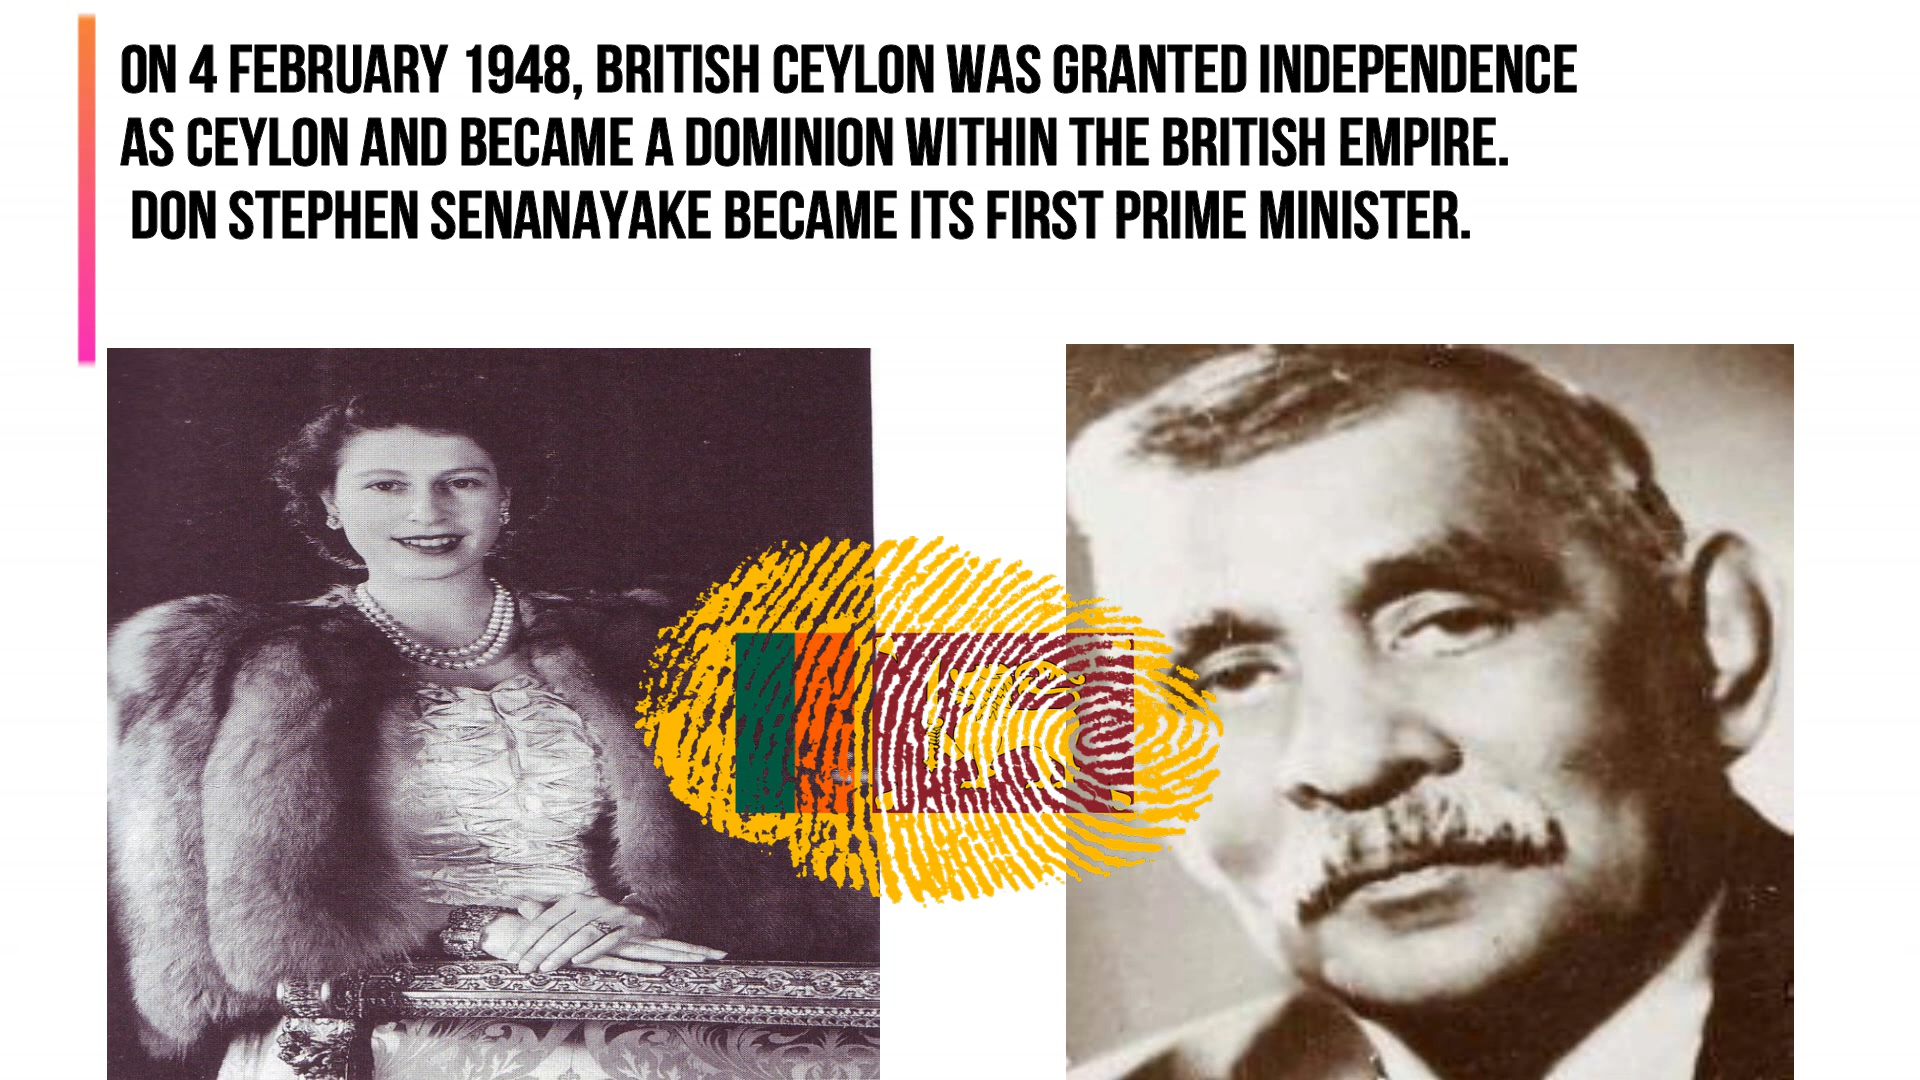 ON 4 FEBRUARY 1948, BRITISH CEYLON WAS GRANTED INDEPENDENCE
AS CEYLON AND BECAME A DOMINION WITHIN THE BRITISH EMPIRE.
DON STEPHEN SENANAYAKE BECAME ITS FIRST PRIME MINISTER.